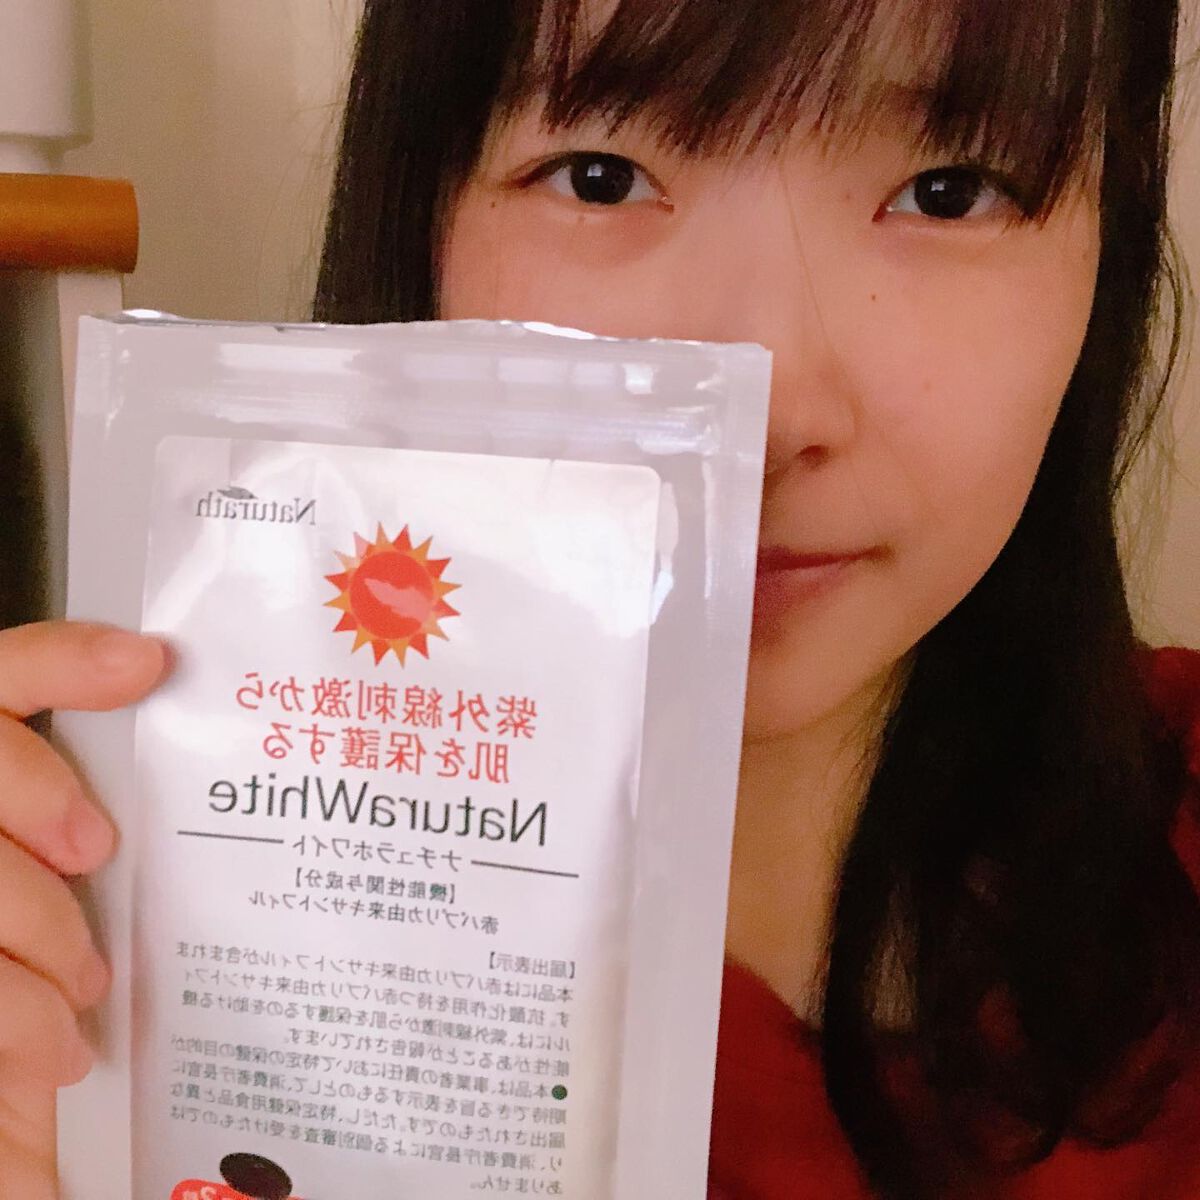 Naturath
紫外線刺激から
肌を保護する
NaturaWhite
ナチュラホワイト
【機能性関与成分】
赤パプリカ由来キサントフィル
【届出表示】
本品には赤パプリカ由来キサントフィルが含まれま
す。抗酸化作用を持つ赤パプリカ由来キサントフィ
ルには、紫外線刺激から肌を保護するのを助ける機
能性があることが報告されています。
●本品は、事業者の責任において特定の保健の目的が
期待できる旨を表示するものとして、消費者庁長官に
届出されたものです。ただし、特定保健用食品と異な
り、消費者庁長官による個別審査を受けたものでは
ありません。